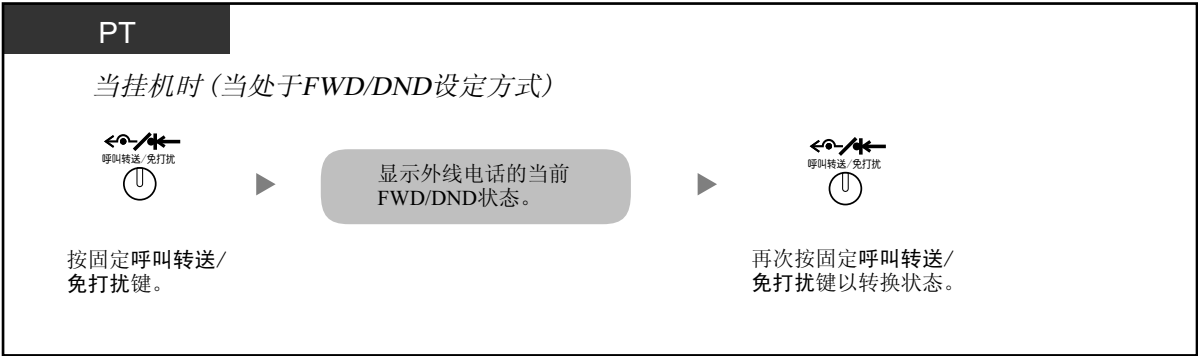 PT
当挂机时（当处于FWD/DND设定方式）
呼叫转送/免打扰
显示外线电话的当前
FWD/DND状态。
呼叫转送/免打扰
按固定呼叫转送/
免打扰键。
再次按固定呼叫转送/
免打扰键以转换状态。